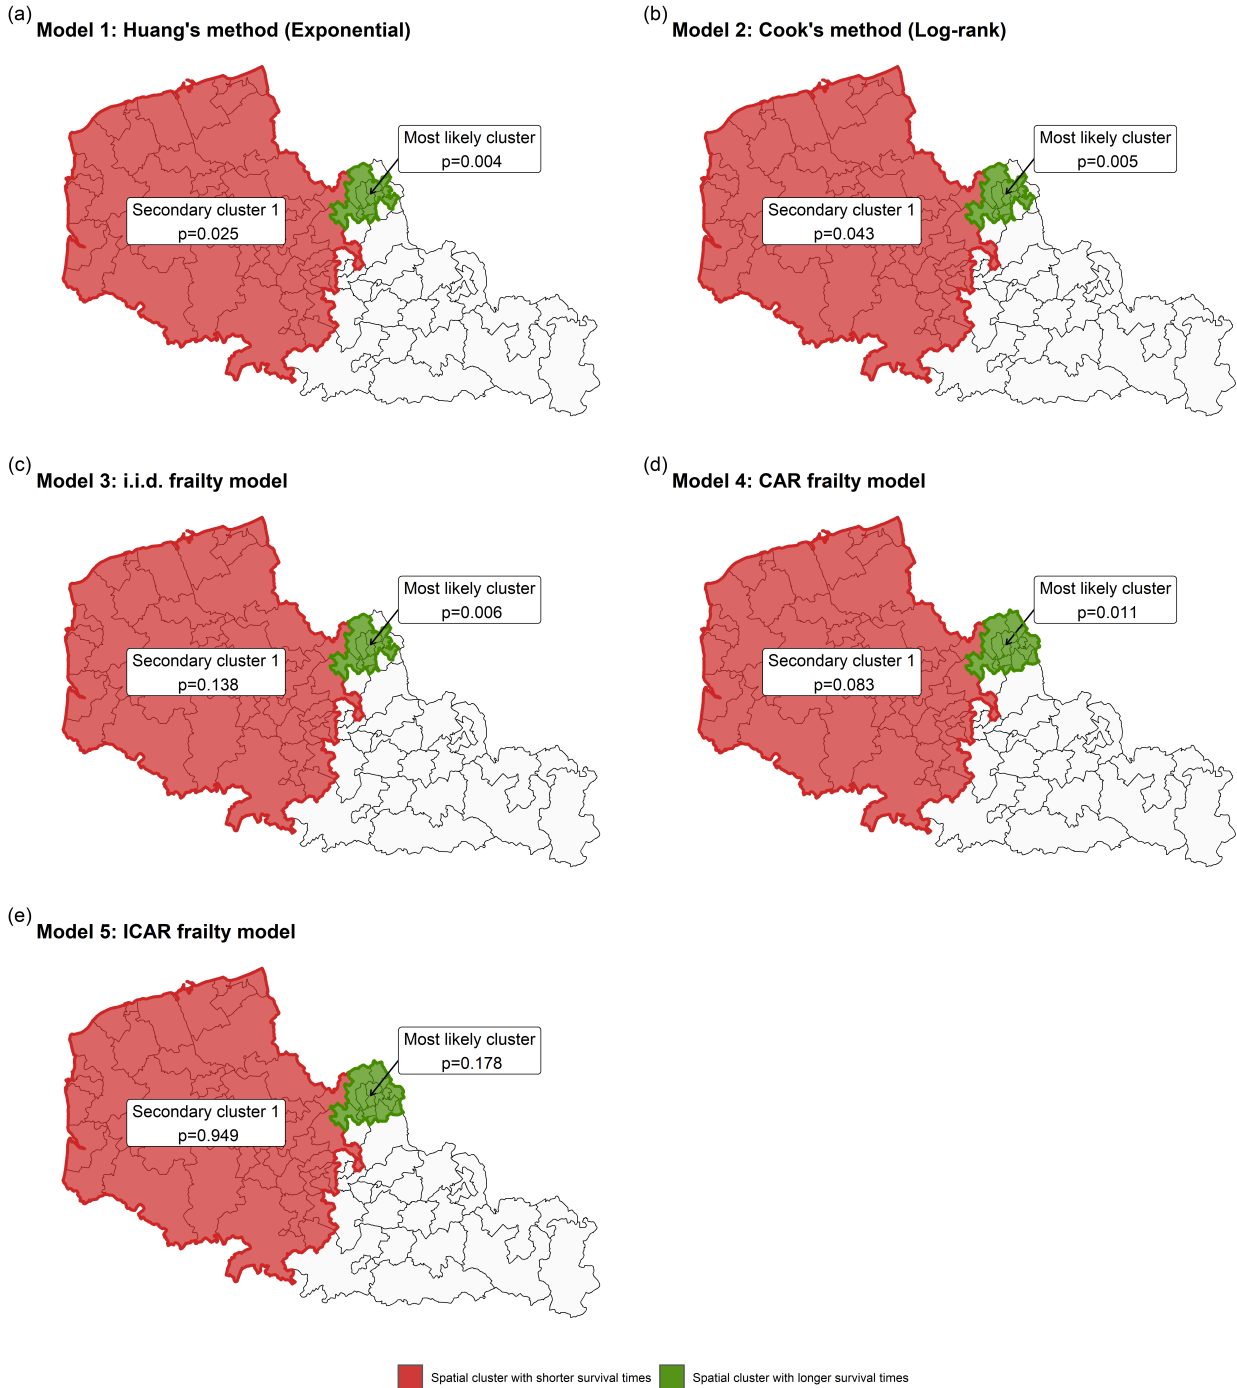 (a)
Model 1: Huang's method (Exponential)
Most likely cluster
p=0.004
Secondary cluster 1
p=0.025
(b)
Model 2: Cook's method (Log-rank)
Most likely cluster
p=0.005
Secondary cluster 1
p=0.043
(c)
Model 3: i.i.d. frailty model
Most likely cluster
p=0.006
Secondary cluster 1
p=0.138
(d)
Model 4: CAR frailty model
Most likely cluster
p=0.011
Secondary cluster 1
p=0.083
(e)
Model 5: ICAR frailty model
Most likely cluster
p=0.178
Secondary cluster 1
p=0.949
Spatial cluster with shorter survival times
Spatial cluster with longer survival times